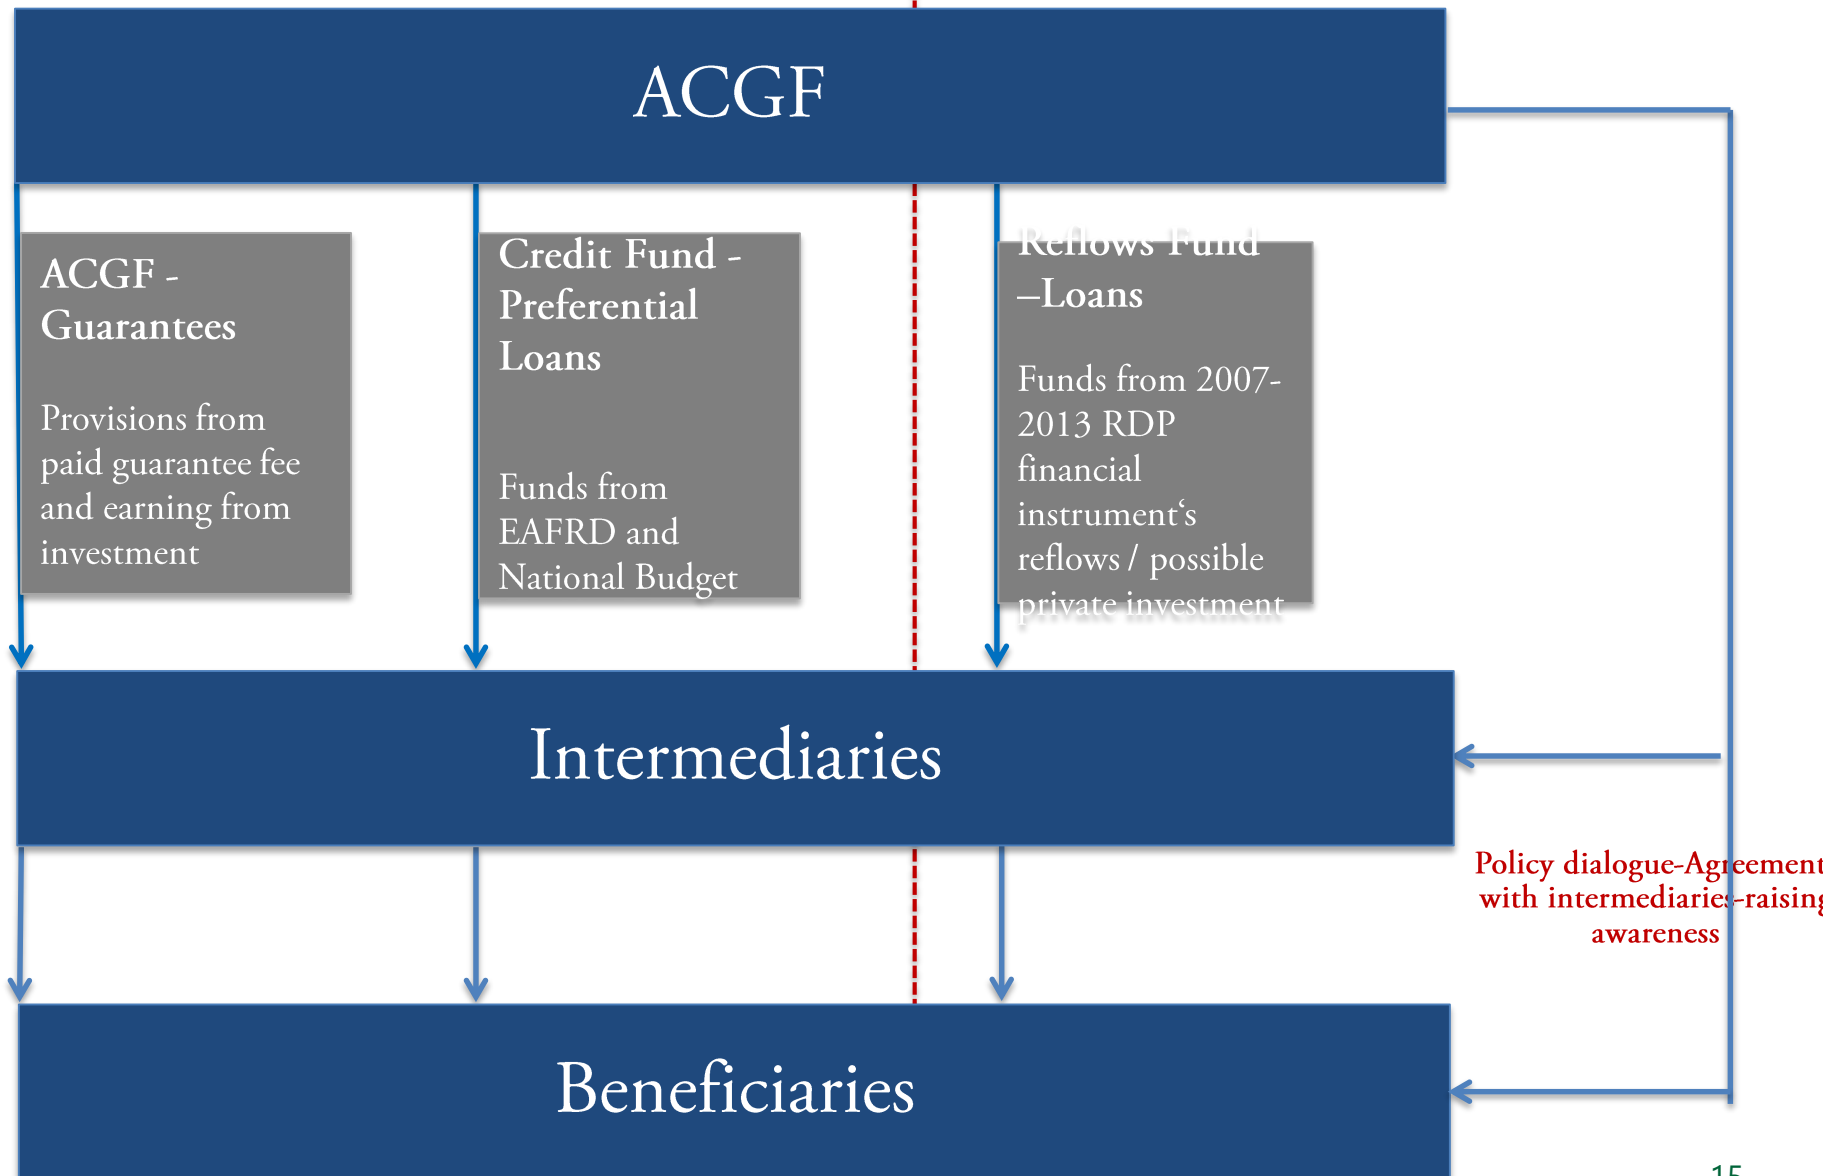 ACGF
ACGF -
Guarantees
Provisions from
paid guarantee fee
and earning from
investment
Credit Fund -
Preferential
Loans
Funds from
EAFRD and
National Budget
Reflows Fund
–Loans
Funds from 2007-
2013 RDP
financial
instrument‘s
reflows / possible
private investment
Intermediaries
Policy dialogue-Agreement
with intermediaries-raising
awareness
Beneficiaries
15